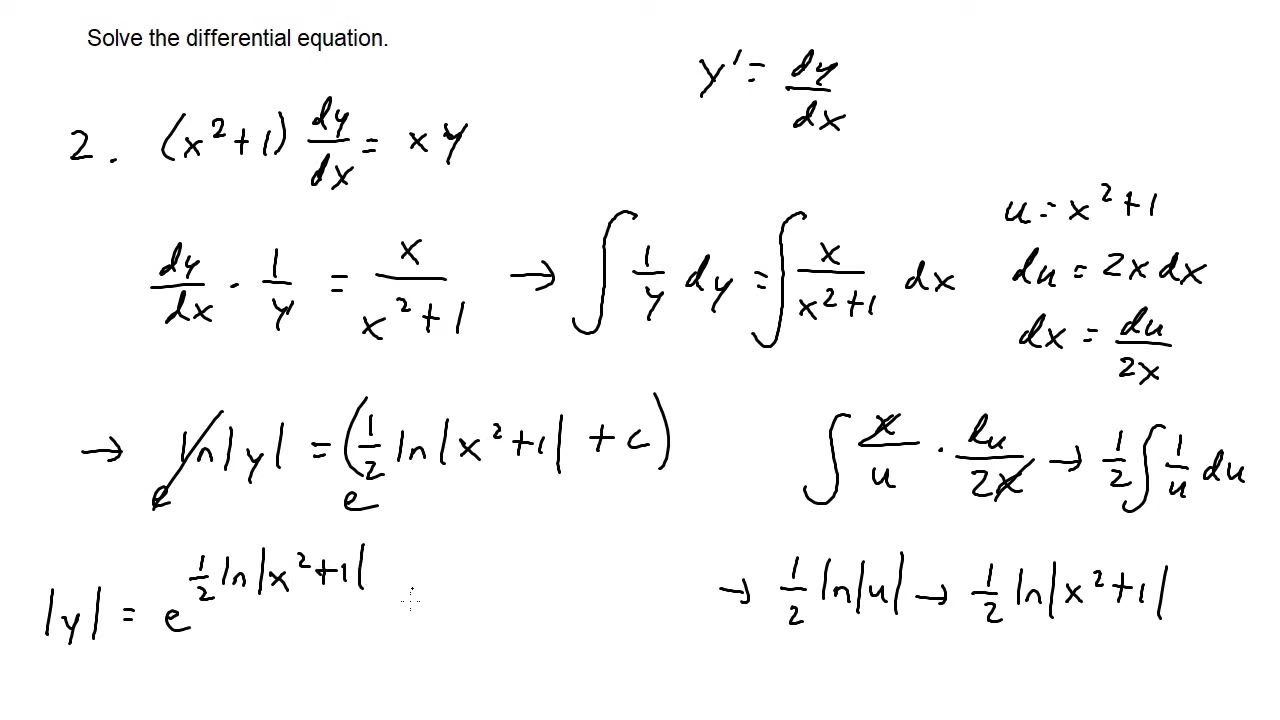 Solve the differential equation.
y' = dy/dx
2. (x² + 1) dy/dx = x y
dy/dx · 1/y = x/(x² + 1) → ∫ 1/y dy = ∫ x/(x² + 1) dx
u = x² + 1
du = 2x dx
dx = du/2x
→ e^ln|y| = e^(1/2 ln|x² + 1| + c)
∫ x/u · du/2x → 1/2 ∫ 1/u du
|y| = e^(1/2 ln|x² + 1|)
→ 1/2 ln|u| → 1/2 ln|x² + 1|